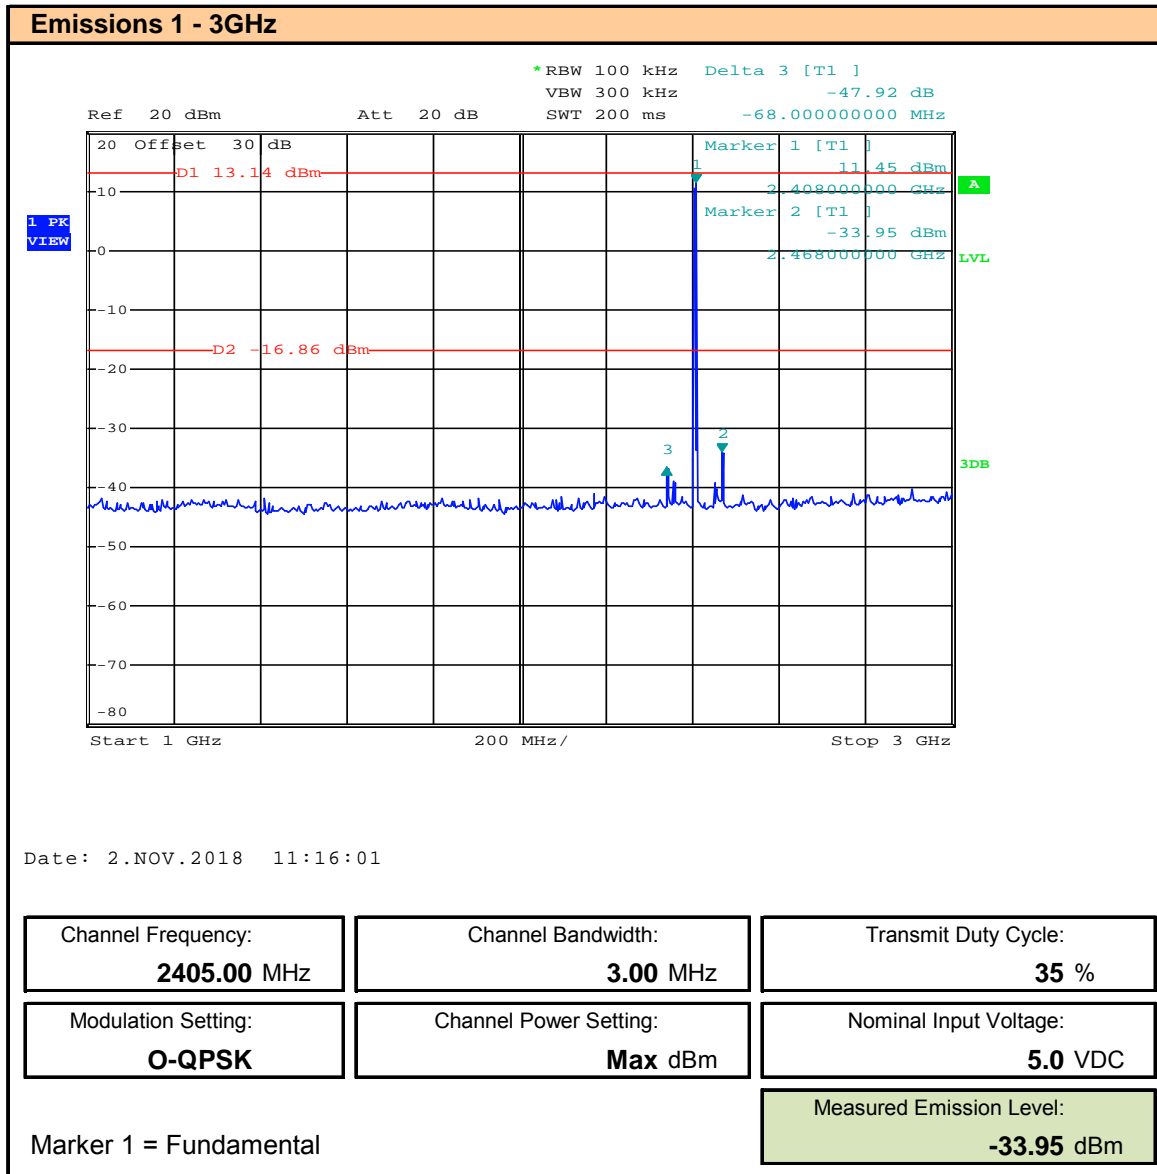 Emissions 1 - 3GHz
*RBW 100 kHz Delta 3 [T1 ]
VBW 300 kHz -47.92 dB
Ref 20 dBm Att 20 dB SWT 200 ms -68.000000000 MHz
20 Offset 30 dB Marker 1 [T1 ]
1 11.45 dBm
D1 13.14 dBm
10 2.408000000 GHz A
Marker 2 [T1 ]
1 PK
VIEW
-33.95 dBm
0 2.468000000 GHz LVL
-10
D2 -16.86 dBm
-20
-30
2
3
3DB
-40
-50
-60
-70
-80
Start 1 GHz 200 MHz/ Stop 3 GHz
Date: 2.NOV.2018 11:16:01
Channel Frequency: Channel Bandwidth: Transmit Duty Cycle:
2405.00 MHz 3.00 MHz 35 %
Modulation Setting: Channel Power Setting: Nominal Input Voltage:
O-QPSK Max dBm 5.0 VDC
Measured Emission Level:
Marker 1 = Fundamental -33.95 dBm